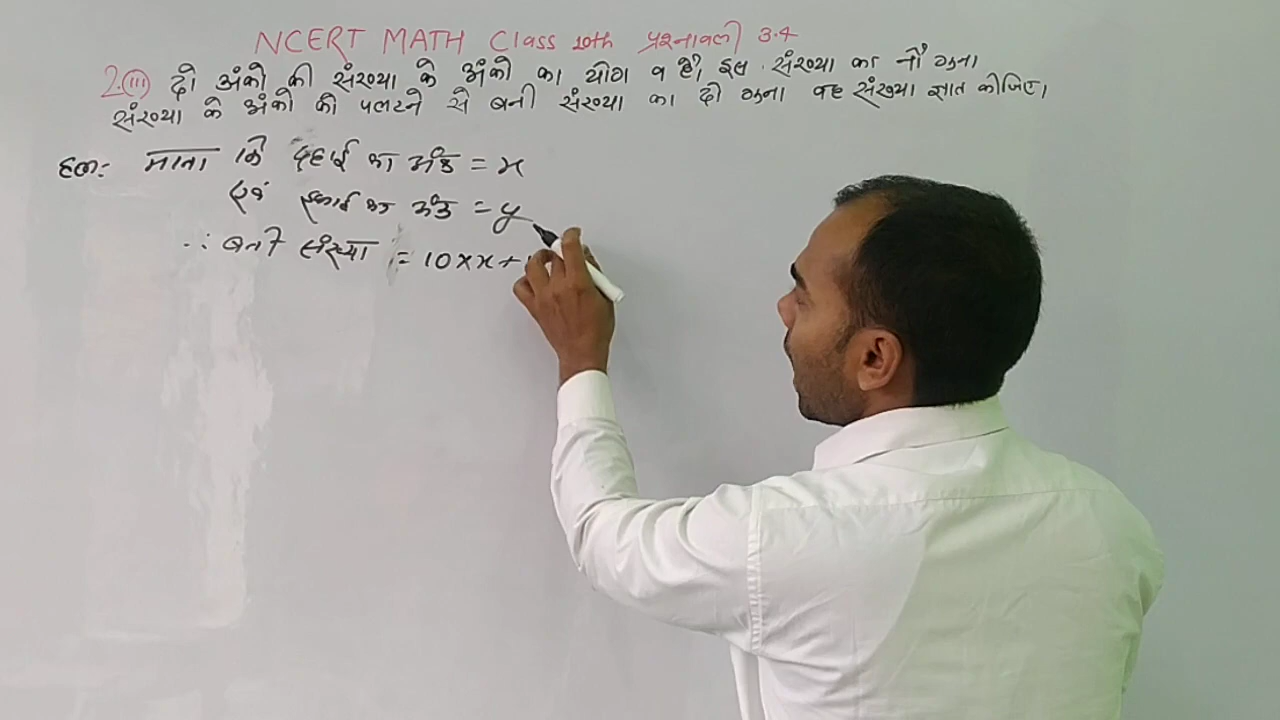 NCERT MATH Class 10th प्रश्नावली 3.4
2.(iii) दो अंको की संख्या के अंको का योग 9 है। इस संख्या का नौ गुना
संख्या के अंको को पलटने से बनी संख्या का दो गुना वह संख्या ज्ञात कीजिए।
हलः माना कि दहाई का अंक = x
एवं इकाई का अंक = y
∴ बनी संख्या = 10×x+